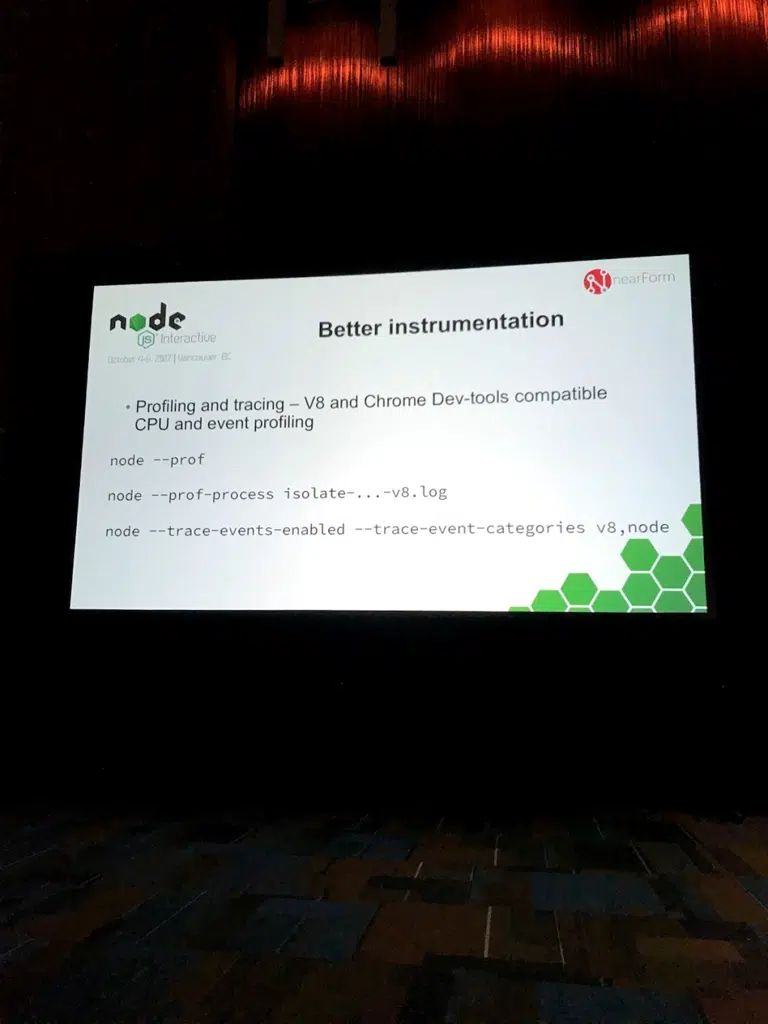 node
JS Interactive
October 4-6, 2017 | Vancouver BC
nearForm
Better instrumentation
• Profiling and tracing – V8 and Chrome Dev-tools compatible
CPU and event profiling
node --prof
node --prof-process isolate-...-v8.log
node --trace-events-enabled --trace-event-categories v8,node